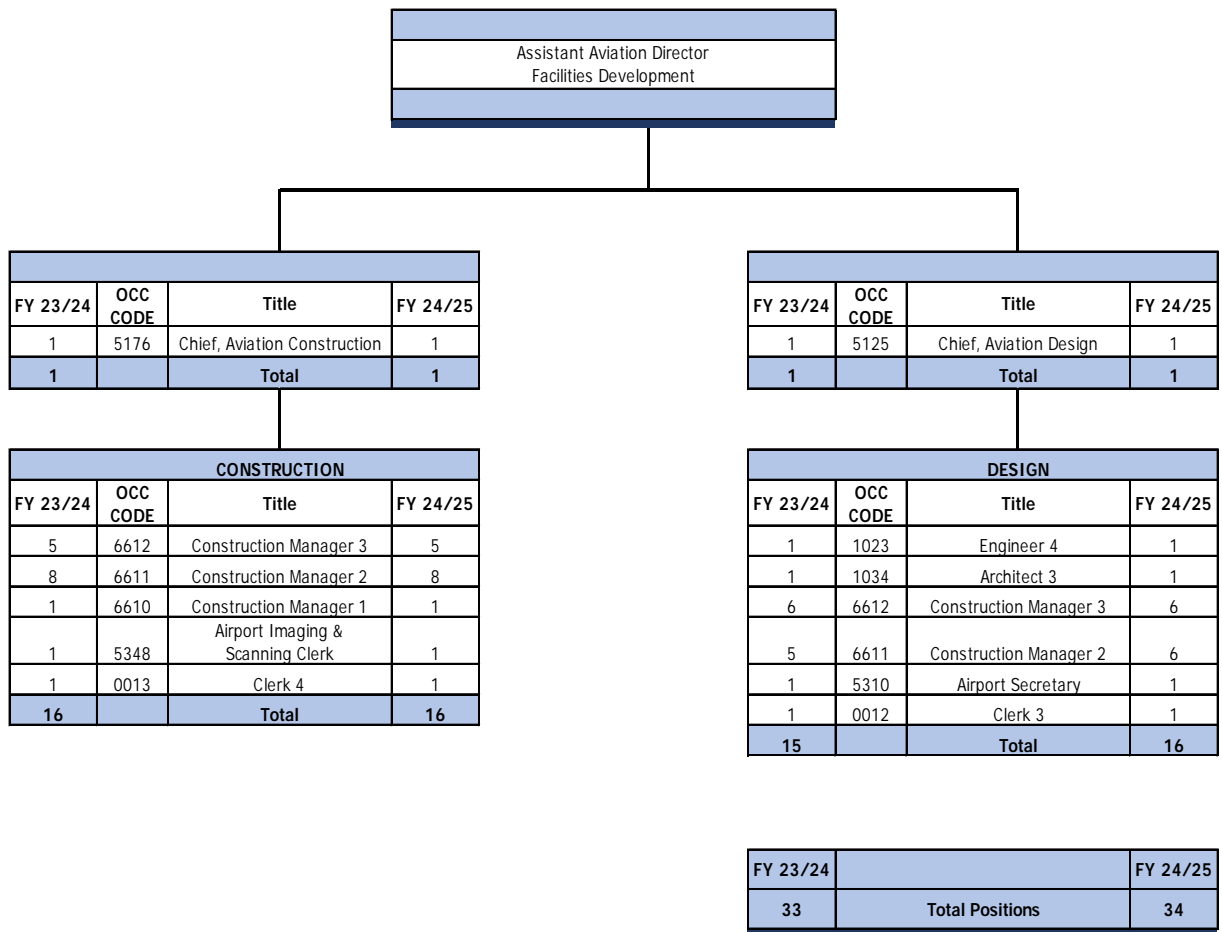 Assistant Aviation Director
Facilities Development
FY 23/24 OCC CODE Title FY 24/25
1 5176 Chief, Aviation Construction 1
1 Total 1
FY 23/24 OCC CODE Title FY 24/25
1 5125 Chief, Aviation Design 1
1 Total 1
CONSTRUCTION
FY 23/24 OCC CODE Title FY 24/25
5 6612 Construction Manager 3 5
8 6611 Construction Manager 2 8
1 6610 Construction Manager 1 1
Airport Imaging &
1 5348 Scanning Clerk 1
1 0013 Clerk 4 1
16 Total 16
DESIGN
FY 23/24 OCC CODE Title FY 24/25
1 1023 Engineer 4 1
1 1034 Architect 3 1
6 6612 Construction Manager 3 6
5 6611 Construction Manager 2 6
1 5310 Airport Secretary 1
1 0012 Clerk 3 1
15 Total 16
FY 23/24 FY 24/25
33 Total Positions 34